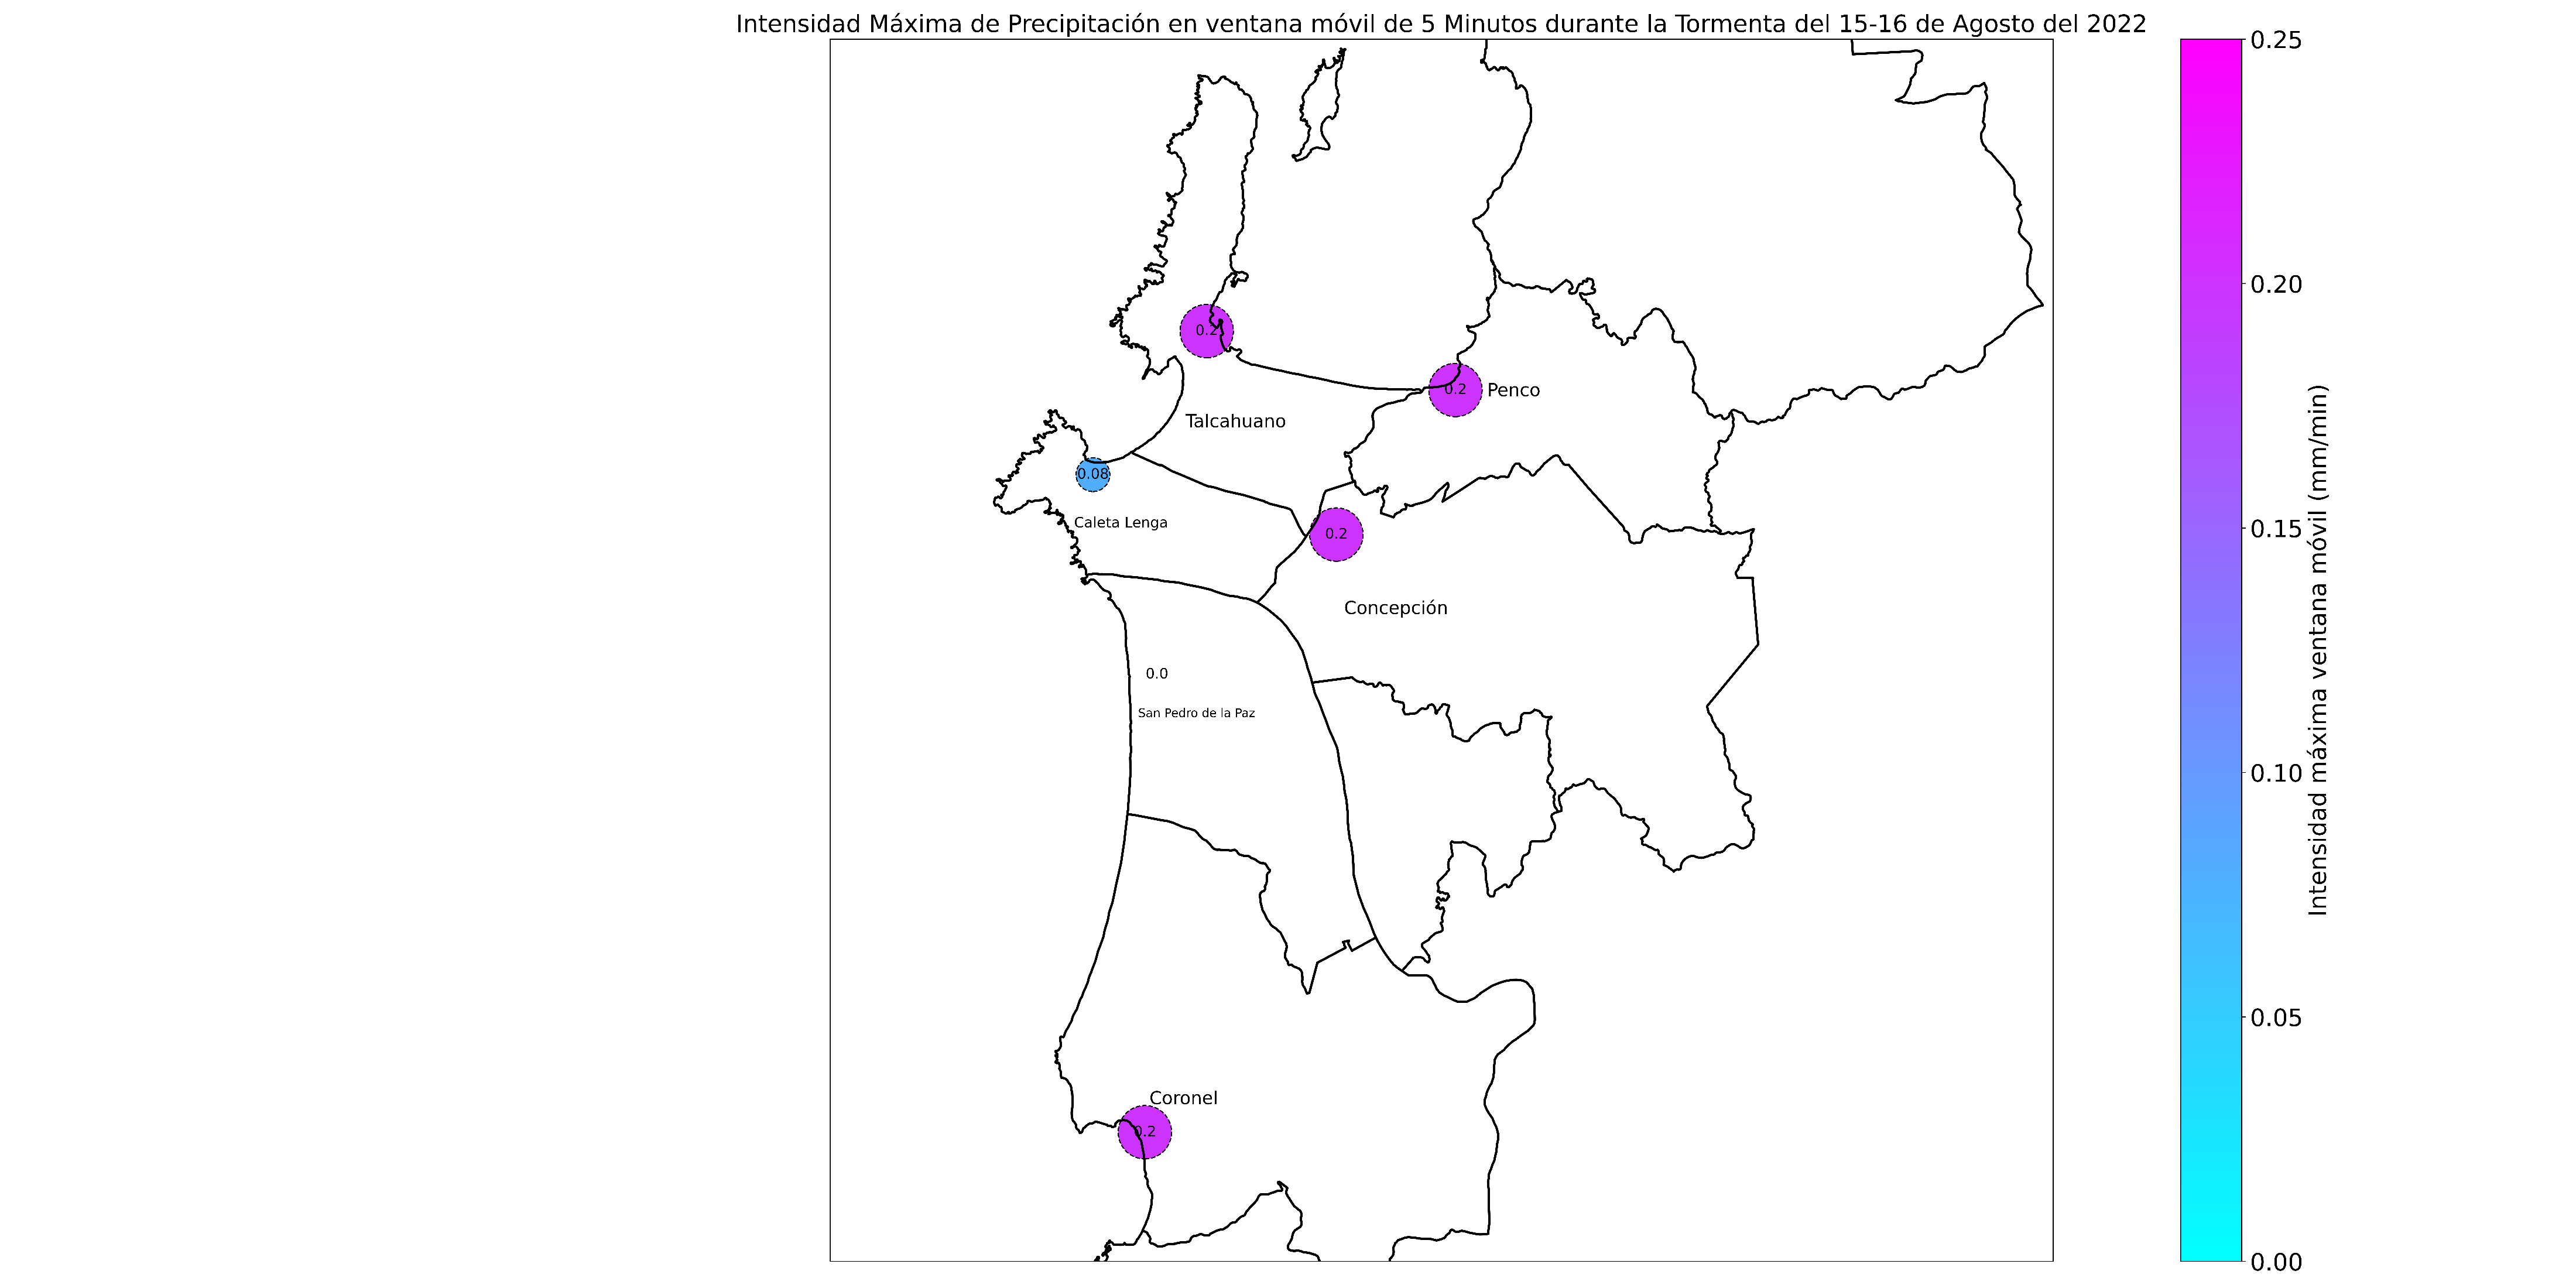 Intensidad Máxima de Precipitación en ventana móvil de 5 Minutos durante la Tormenta del 15-16 de Agosto del 2022
0.2
0.2
Penco
Talcahuano
0.08
Caleta Lenga
0.2
Concepción
0.0
San Pedro de la Paz
Coronel
0.2
0.25
0.20
0.15
0.10
0.05
0.00
Intensidad máxima ventana móvil (mm/min)